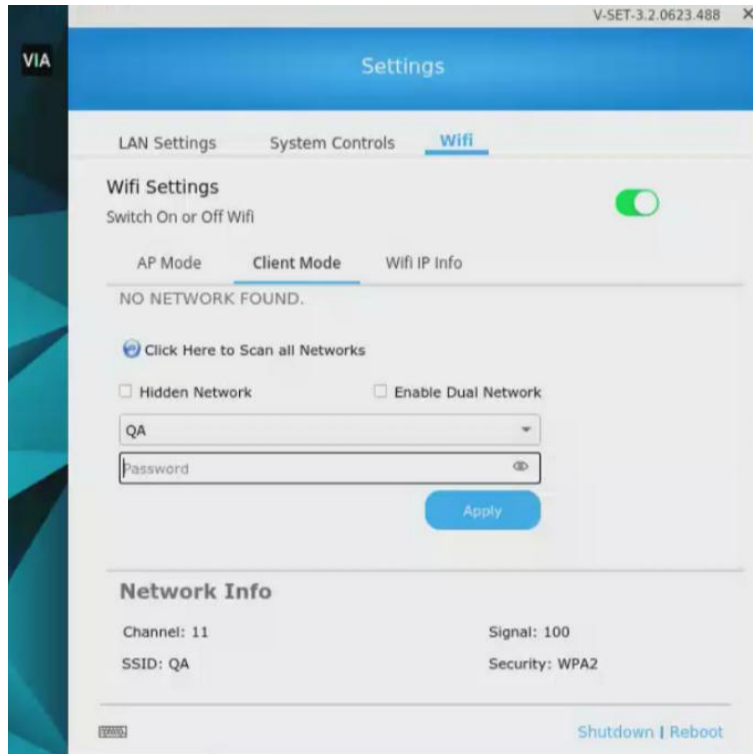 V-SET-3.2.0623.488
VIA
Settings
LAN Settings System Controls Wifi
Wifi Settings
Switch On or Off Wifi
AP Mode Client Mode Wifi IP Info
NO NETWORK FOUND.
Click Here to Scan all Networks
Hidden Network Enable Dual Network
QA
Password
Apply
Network Info
Channel: 11 Signal: 100
SSID: QA Security: WPA2
Shutdown | Reboot